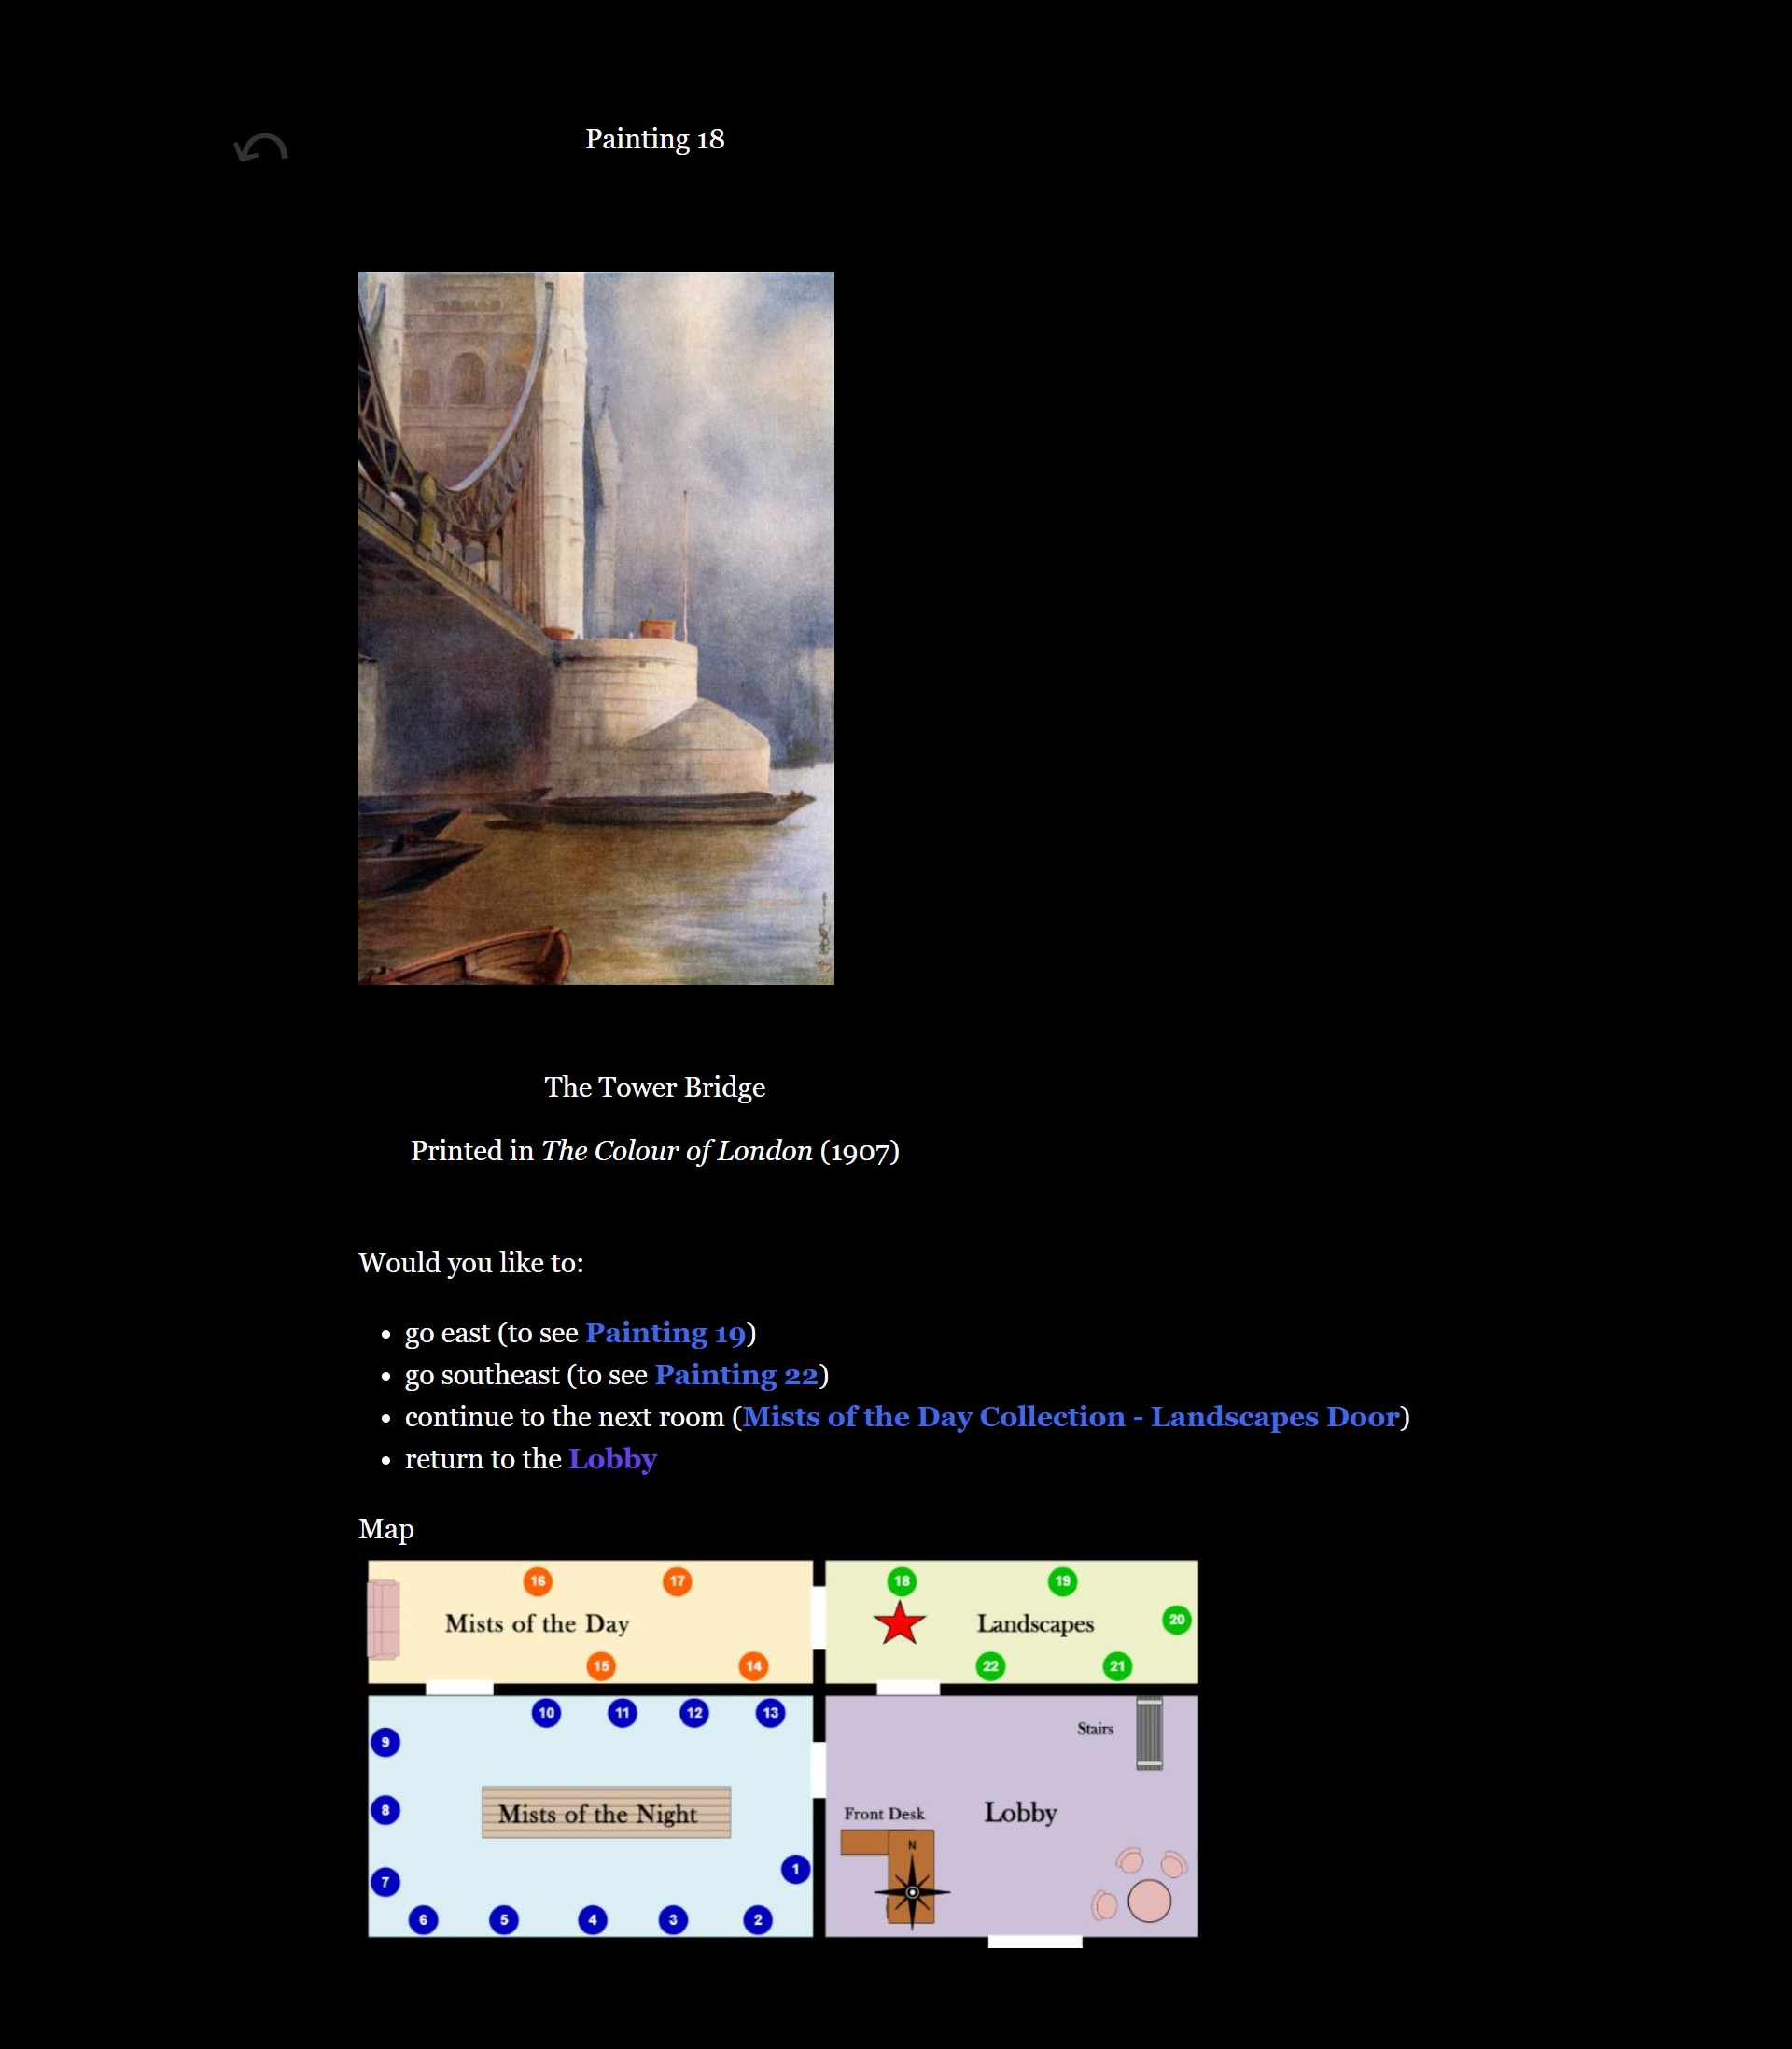 Painting 18
The Tower Bridge
Printed in The Colour of London (1907)
Would you like to:
• go east (to see Painting 19)
• go southeast (to see Painting 22)
• continue to the next room (Mists of the Day Collection - Landscapes Door)
• return to the Lobby
Map
16
17
18
19
Mists of the Day
Landscapes
20
15
14
22
21
10
11
12
13
Stairs
9
8
Mists of the Night
Front Desk
Lobby
N
1
7
6
5
4
3
2